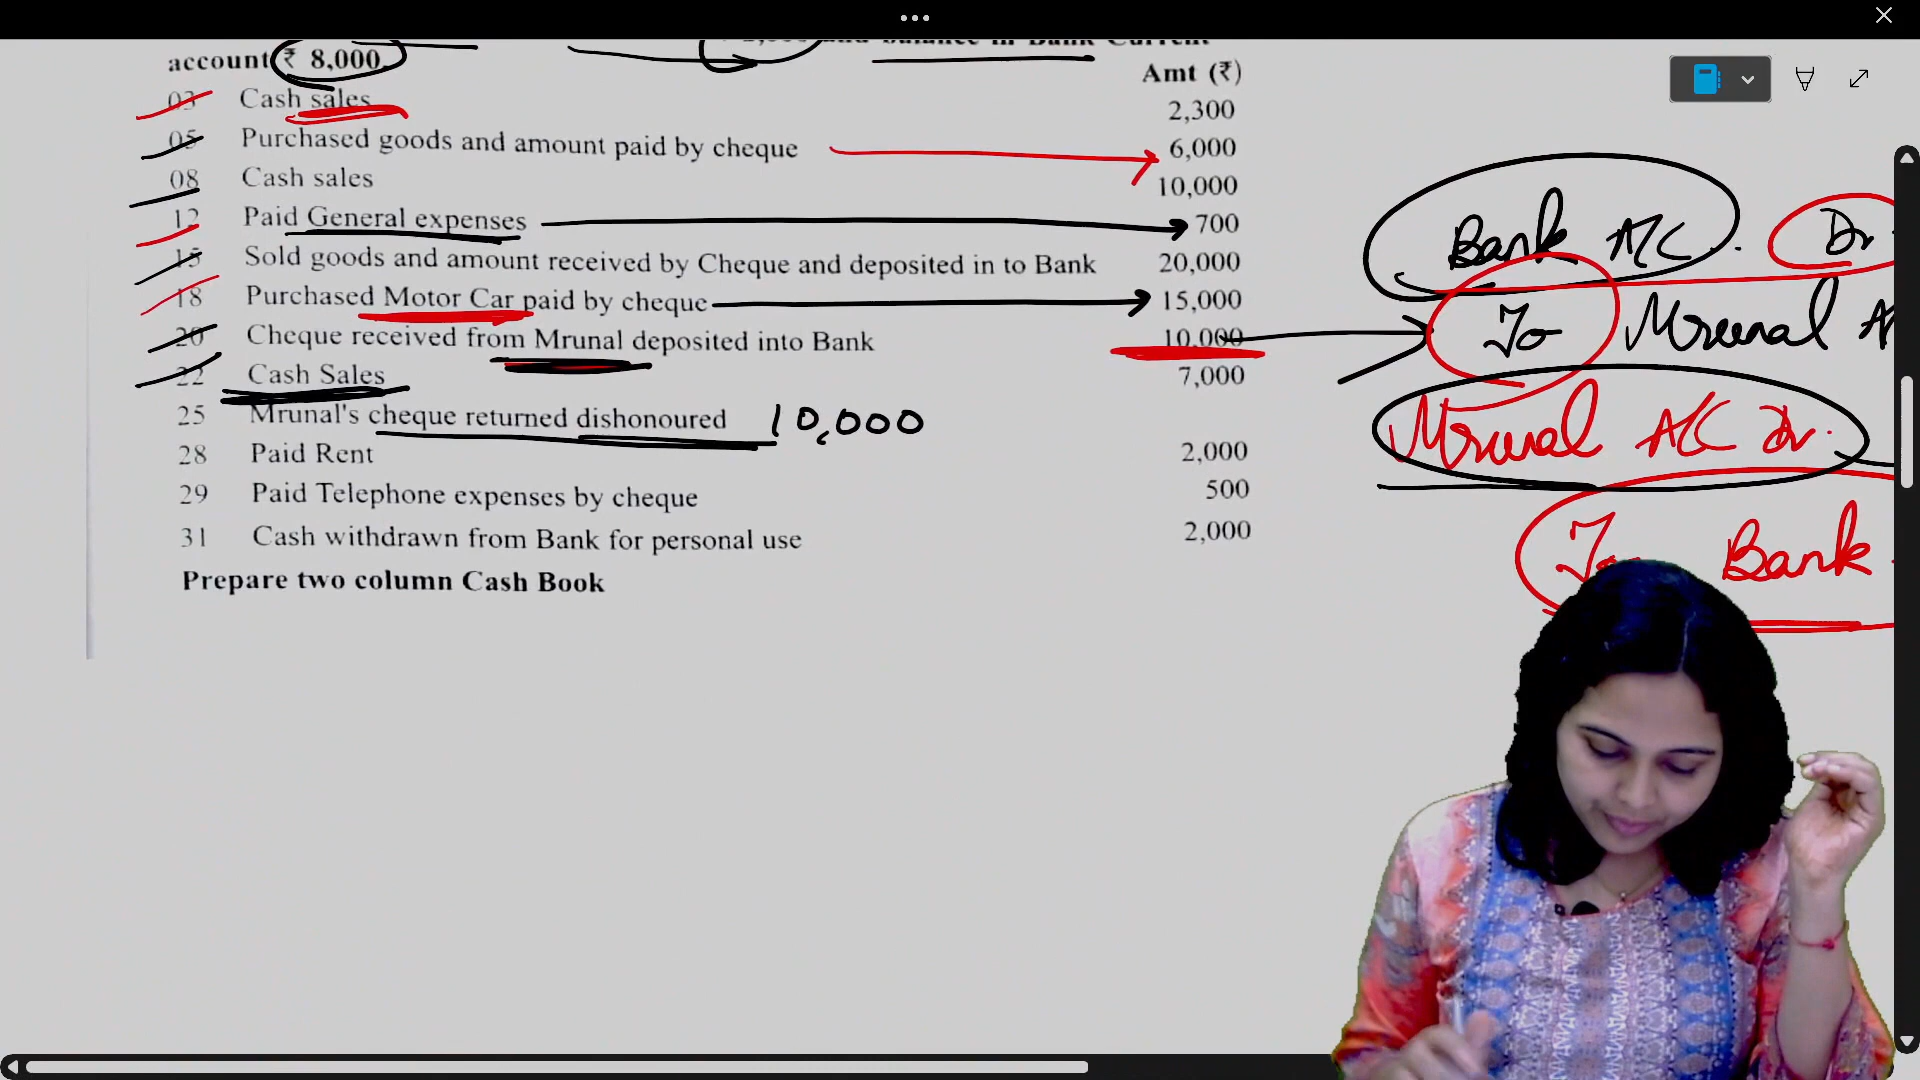 and balance in Bank Current
account ₹ 8,000
Amt (₹)
03 Cash sales 2,300
05 Purchased goods and amount paid by cheque 6,000
08 Cash sales 10,000
12 Paid General expenses 700
15 Sold goods and amount received by Cheque and deposited in to Bank 20,000
18 Purchased Motor Car paid by cheque 15,000
20 Cheque received from Mrunal deposited into Bank 10,000
22 Cash Sales 7,000
25 Mrunal's cheque returned dishonoured 10,000
28 Paid Rent 2,000
29 Paid Telephone expenses by cheque 500
31 Cash withdrawn from Bank for personal use 2,000
Prepare two column Cash Book
Bank A/C. Dr
To Mrunal A
Mrunal A/C Dr.
To Bank